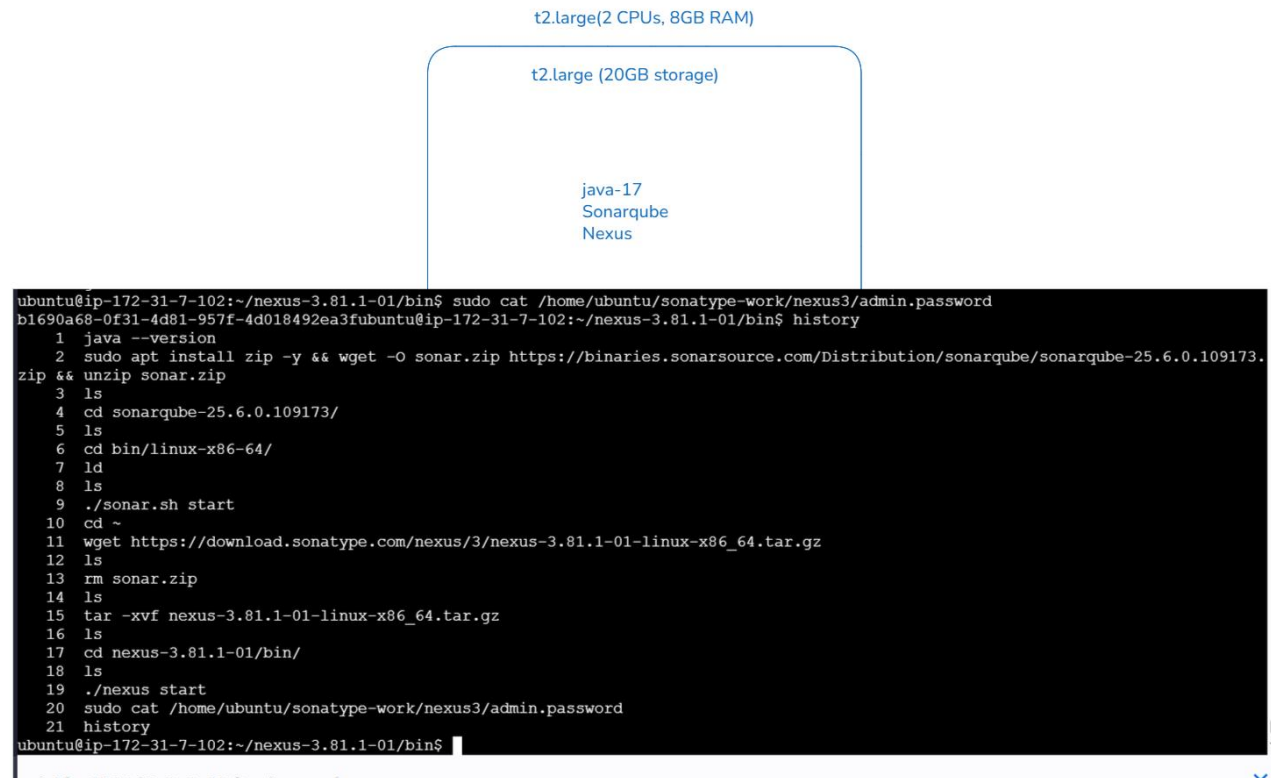 t2.large(2 CPUs, 8GB RAM)
t2.large (20GB storage)
java-17
Sonarqube
Nexus
ubuntu@ip-172-31-7-102:~/nexus-3.81.1-01/bin$ sudo cat /home/ubuntu/sonatype-work/nexus3/admin.password
b1690a68-0f31-4d81-957f-4d018492ea3fubuntu@ip-172-31-7-102:~/nexus-3.81.1-01/bin$ history
1 java --version
2 sudo apt install zip -y && wget -O sonar.zip https://binaries.sonarsource.com/Distribution/sonarqube/sonarqube-25.6.0.109173.
zip && unzip sonar.zip
3 ls
4 cd sonarqube-25.6.0.109173/
5 ls
6 cd bin/linux-x86-64/
7 ld
8 ls
9 ./sonar.sh start
10 cd ~
11 wget https://download.sonatype.com/nexus/3/nexus-3.81.1-01-linux-x86_64.tar.gz
12 ls
13 rm sonar.zip
14 ls
15 tar -xvf nexus-3.81.1-01-linux-x86_64.tar.gz
16 ls
17 cd nexus-3.81.1-01/bin/
18 ls
19 ./nexus start
20 sudo cat /home/ubuntu/sonatype-work/nexus3/admin.password
21 history
ubuntu@ip-172-31-7-102:~/nexus-3.81.1-01/bin$